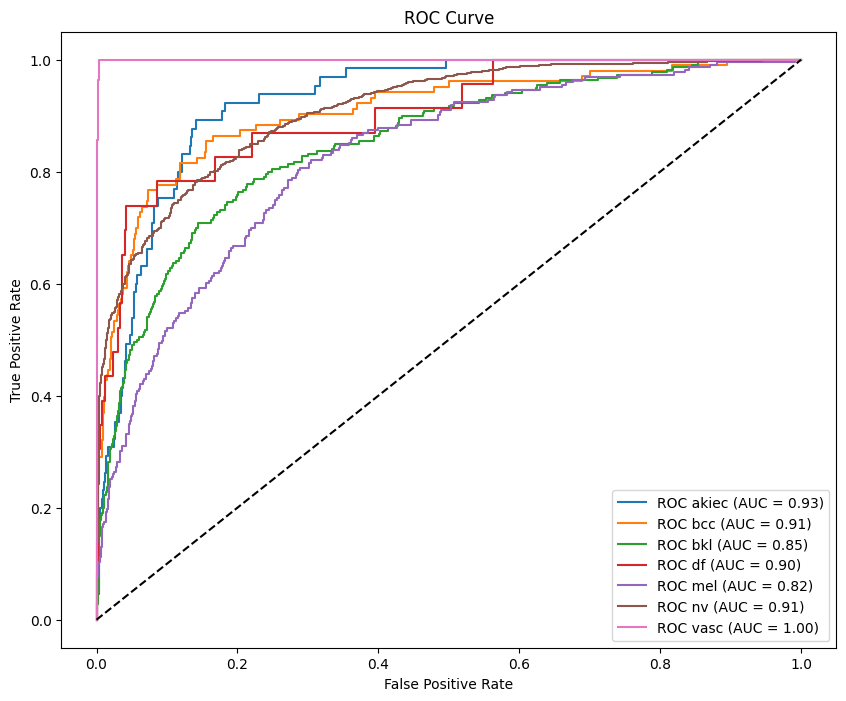 ROC Curve
True Positive Rate
1.0
0.8
0.6
0.4
0.2
0.0
0.0 0.2 0.4 0.6 0.8 1.0
False Positive Rate
ROC akiec (AUC = 0.93)
ROC bcc (AUC = 0.91)
ROC bkl (AUC = 0.85)
ROC df (AUC = 0.90)
ROC mel (AUC = 0.82)
ROC nv (AUC = 0.91)
ROC vasc (AUC = 1.00)